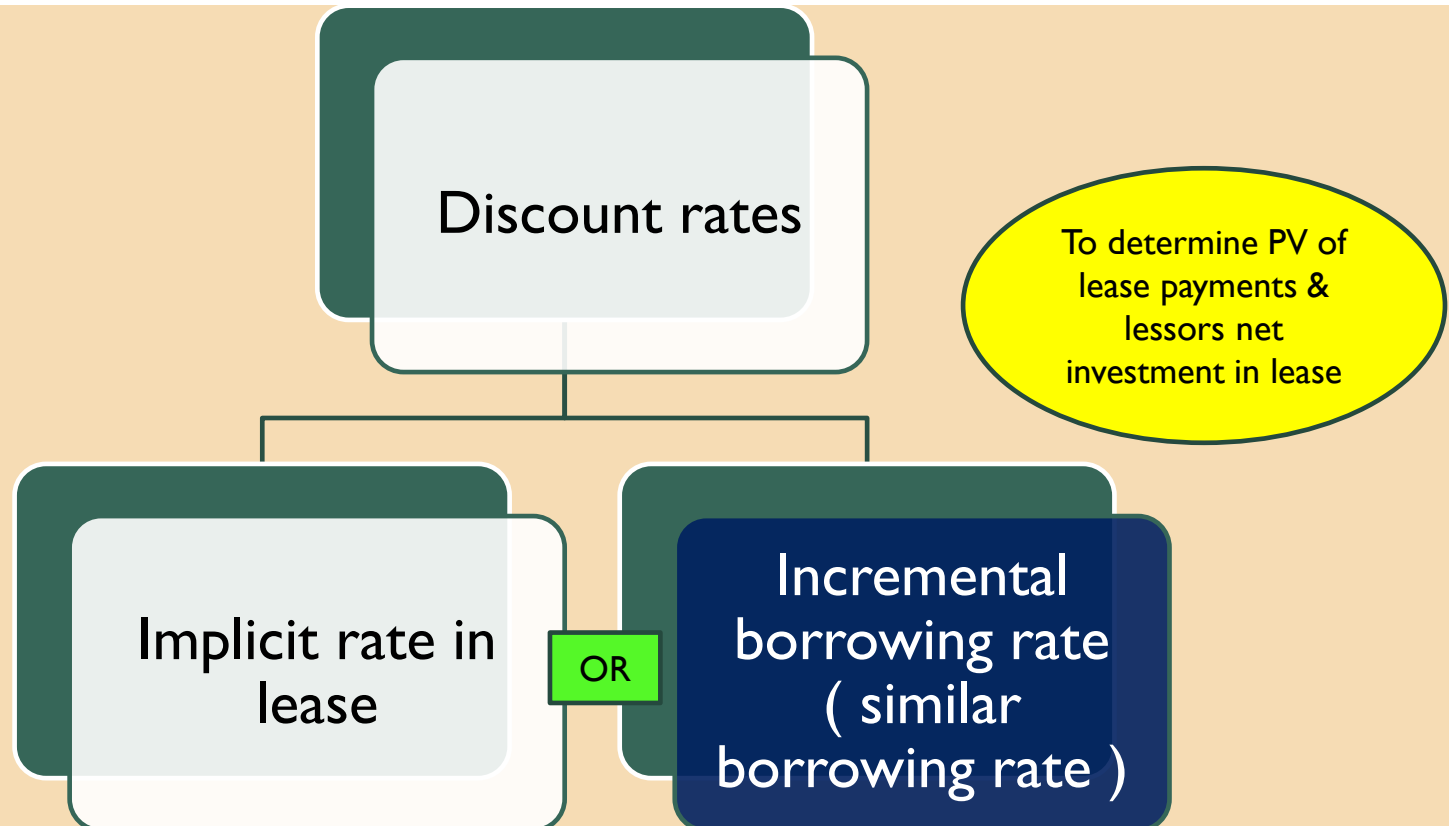 Discount rates
To determine PV of
lease payments &
lessors net
investment in lease
Implicit rate in
lease
OR
Incremental
borrowing rate
( similar
borrowing rate )